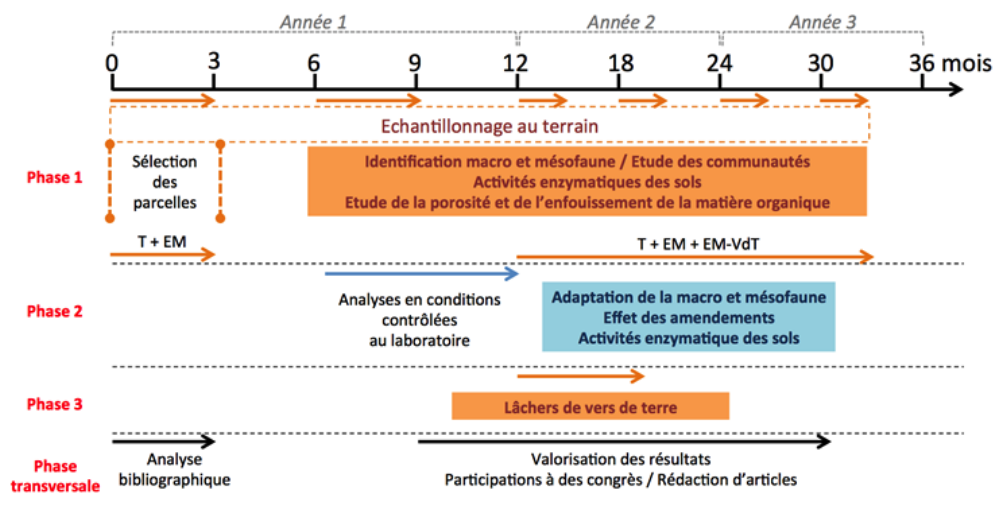 Année 1
Année 2
Année 3
0 3 6 9 12 18 24 30 36 mois
Echantillonnage au terrain
Phase 1
Sélection
des
parcelles
Identification macro et mésofaune / Etude des communautés
Activités enzymatiques des sols
Etude de la porosité et de l'enfouissement de la matière organique
T + EM
T + EM + EM-VdT
Phase 2
Analyses en conditions
contrôlées
au laboratoire
Adaptation de la macro et mésofaune
Effet des amendements
Activités enzymatique des sols
Phase 3
Lâchers de vers de terre
Phase
transversale
Analyse
bibliographique
Valorisation des résultats
Participations à des congrès / Rédaction d'articles